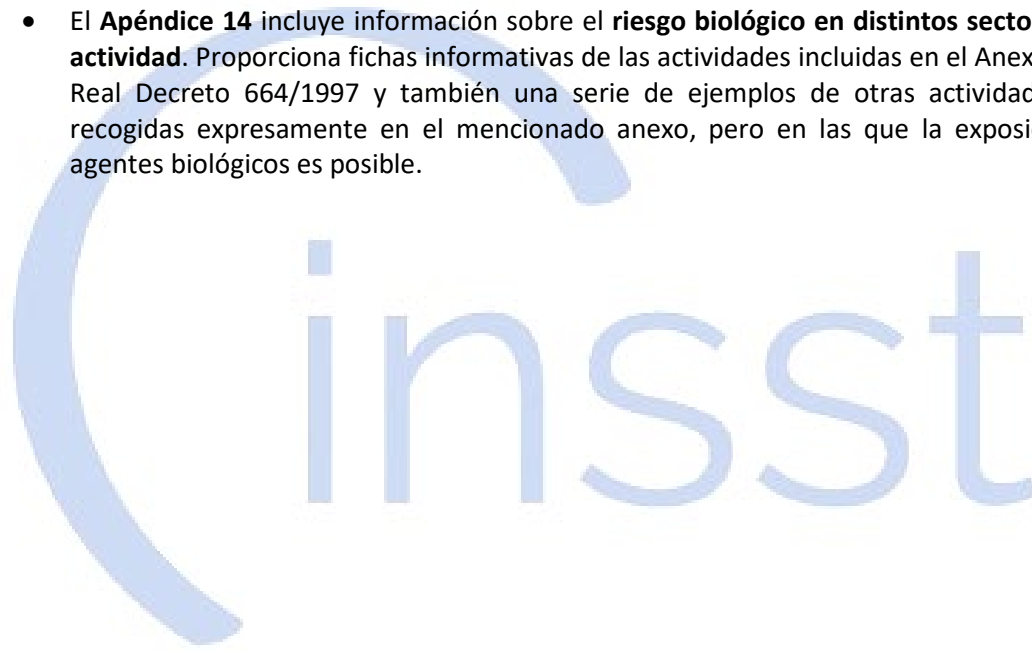 • El Apéndice 14 incluye información sobre el riesgo biológico en distintos secto
actividad. Proporciona fichas informativas de las actividades incluidas en el Anex
Real Decreto 664/1997 y también una serie de ejemplos de otras actividad
recogidas expresamente en el mencionado anexo, pero en las que la exposi
agentes biológicos es posible.
insst